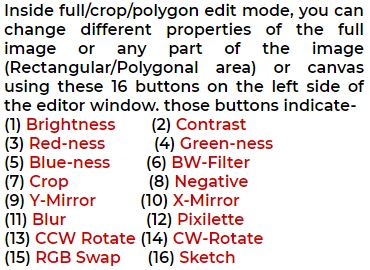 Inside full/crop/polygon edit mode, you can
change different properties of the full
image or any part of the image
(Rectangular/Polygonal area) or canvas
using these 16 buttons on the left side of
the editor window. those buttons indicate-
(1) Brightness (2) Contrast
(3) Red-ness (4) Green-ness
(5) Blue-ness (6) BW-Filter
(7) Crop (8) Negative
(9) Y-Mirror (10) X-Mirror
(11) Blur (12) Pixilette
(13) CCW Rotate (14) CW-Rotate
(15) RGB Swap (16) Sketch